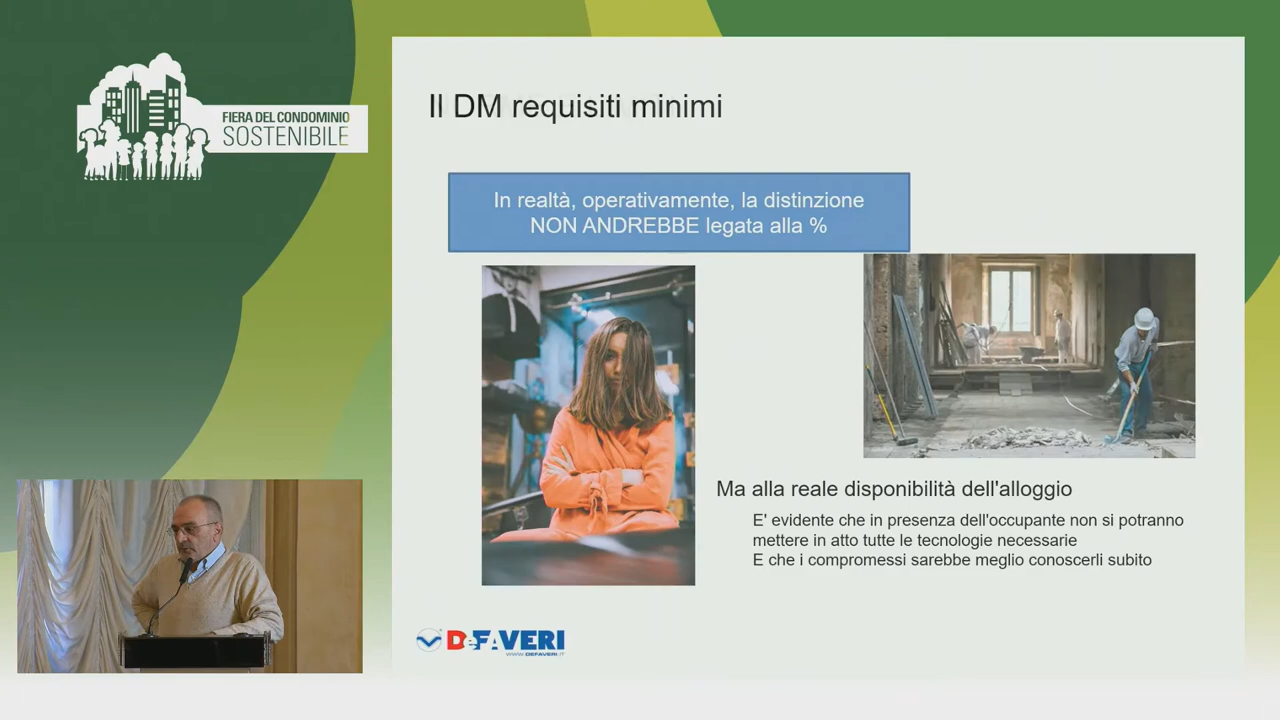 FIERA DEL CONDOMINIO
SOSTENIBILE
Il DM requisiti minimi
In realtà, operativamente, la distinzione
NON ANDREBBE legata alla %
Ma alla reale disponibilità dell'alloggio
E' evidente che in presenza dell'occupante non si potranno
mettere in atto tutte le tecnologie necessarie
E che i compromessi sarebbe meglio conoscerli subito
DeFAVERI
WWW.DEFAVERI.IT